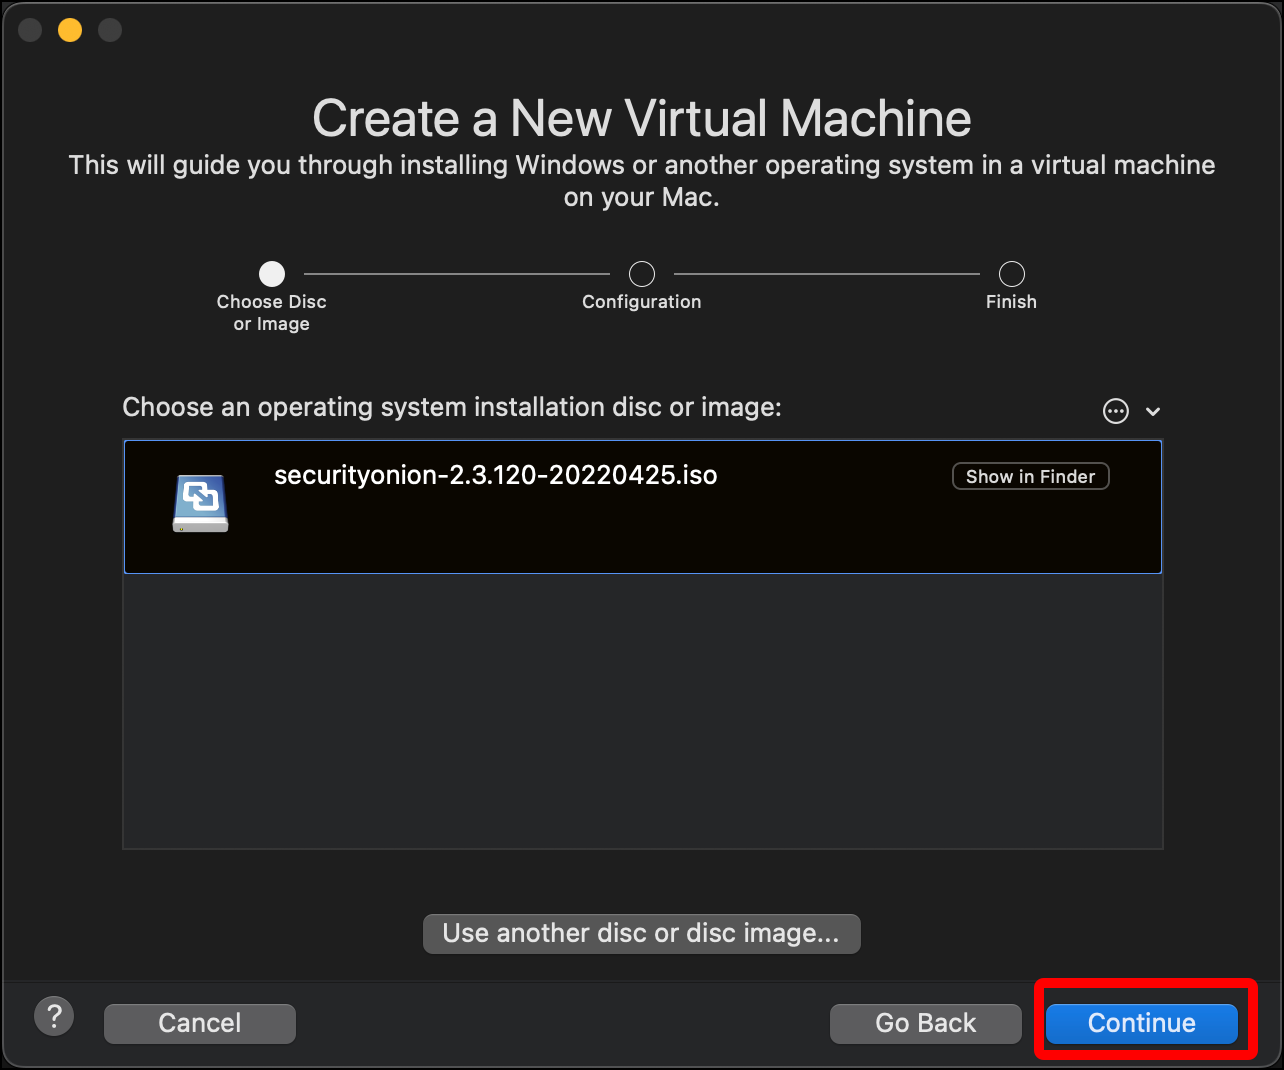 Create a New Virtual Machine
This will guide you through installing Windows or another operating system in a virtual machine
on your Mac.
Choose Disc
or Image
Configuration
Finish
Choose an operating system installation disc or image:
securityonion-2.3.120-20220425.iso
Show in Finder
Use another disc or disc image...
?
Cancel
Go Back
Continue